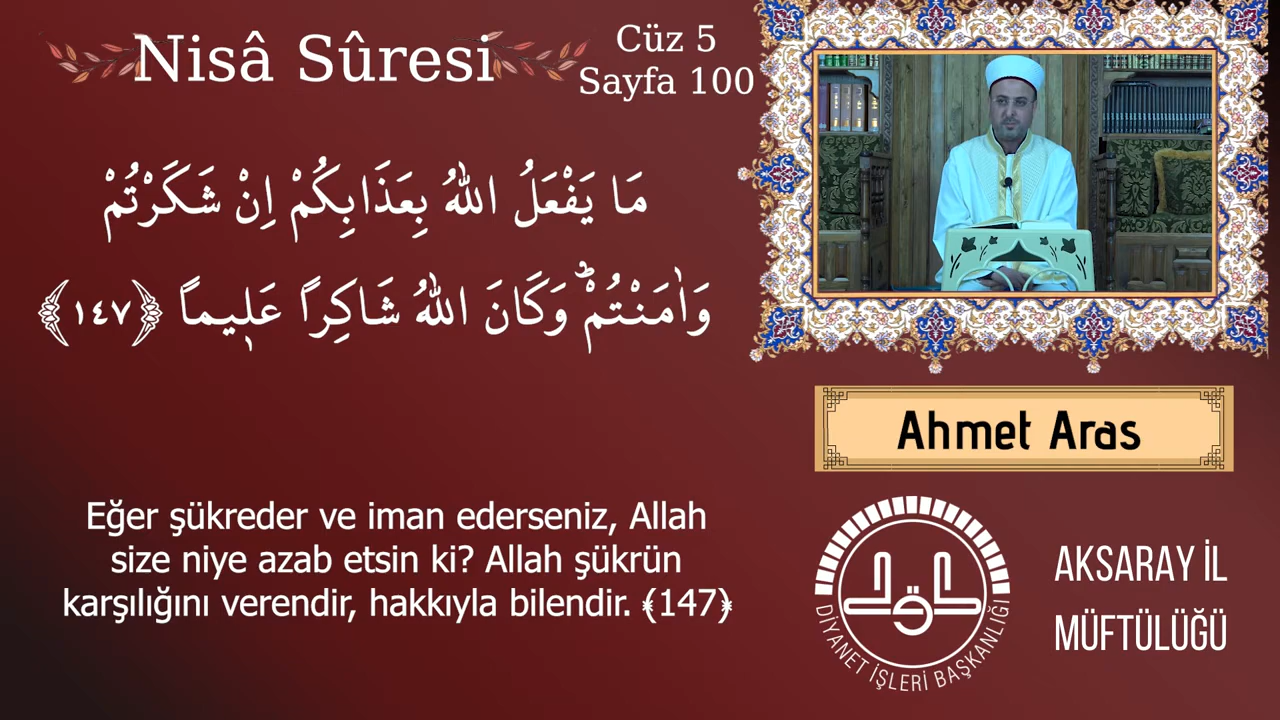 Nisâ Sûresi
Cüz 5
Sayfa 100
مَا يَفْعَلُ اللّٰهُ بِعَذَابِكُمْ اِنْ شَكَرْتُمْ
وَاٰمَنْتُمْۜ وَكَانَ اللّٰهُ شَاكِراً عَل۪يماً ﴿١٤٧﴾
Ahmet Aras
Eğer şükreder ve iman ederseniz, Allah
size niye azab etsin ki? Allah şükrün
karşılığını verendir, hakkıyla bilendir. ﴾147﴿
DİYANET İŞLERİ BAŞKANLIĞI
AKSARAY İL
MÜFTÜLÜĞÜ